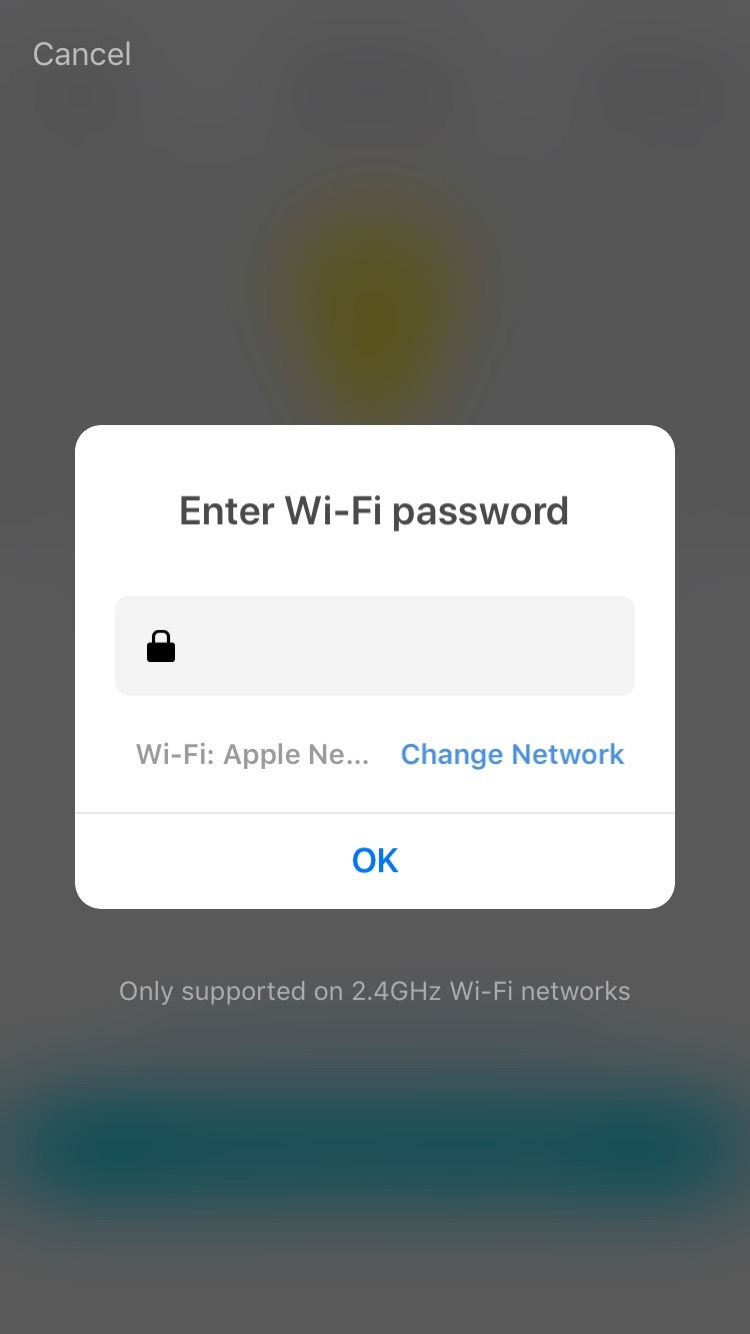 Cancel
Enter Wi-Fi password
Wi-Fi: Apple Ne... Change Network
OK
Only supported on 2.4GHz Wi-Fi networks